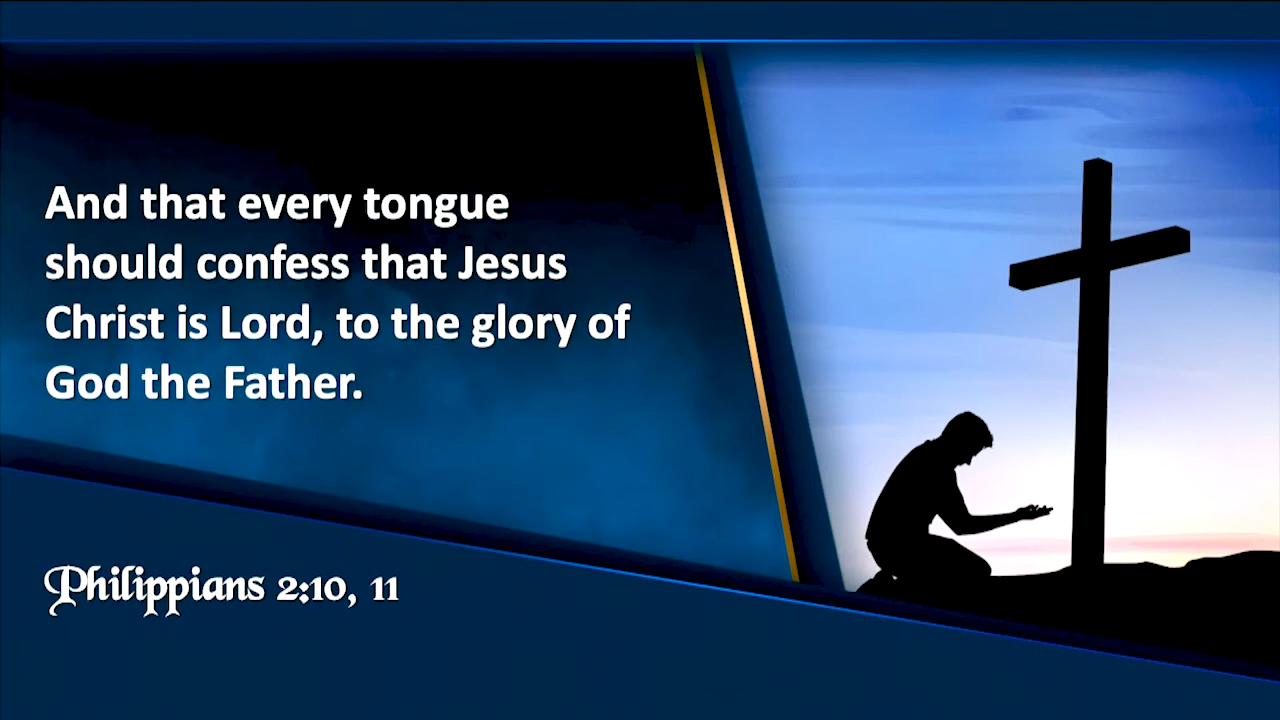 And that every tongue
should confess that Jesus
Christ is Lord, to the glory of
God the Father.
Philippians 2:10, 11